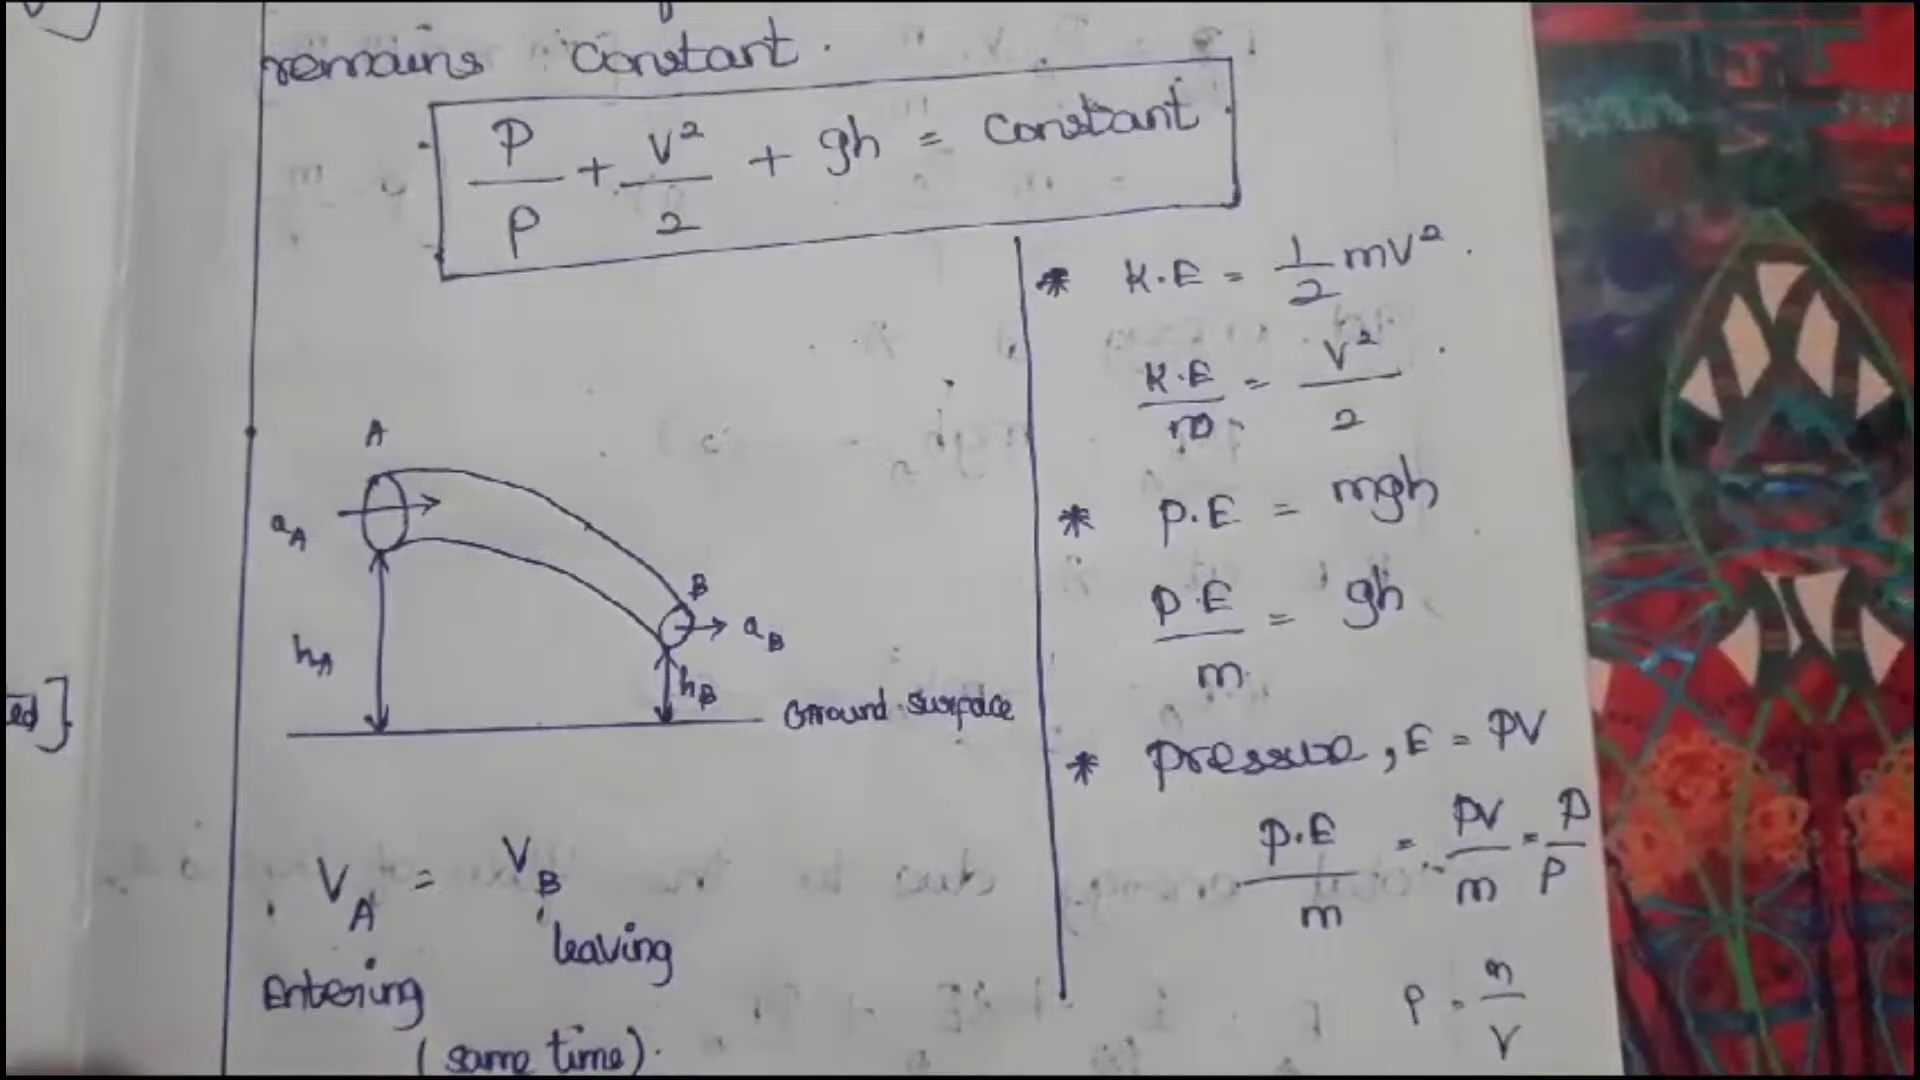 remains constant.
P/ρ + v²/2 + gh = constant
A
a_A
h_A
B
a_B
h_B
Ground surface
V_A = V_B
leaving
Entering
(same time).
* K.E = 1/2 mv².
K.E/m = v²/2.
* P.E = mgh
P.E/m = gh
* pressure, E = PV
P.E/m = PV/m = P/ρ
ρ = m/V
ed]